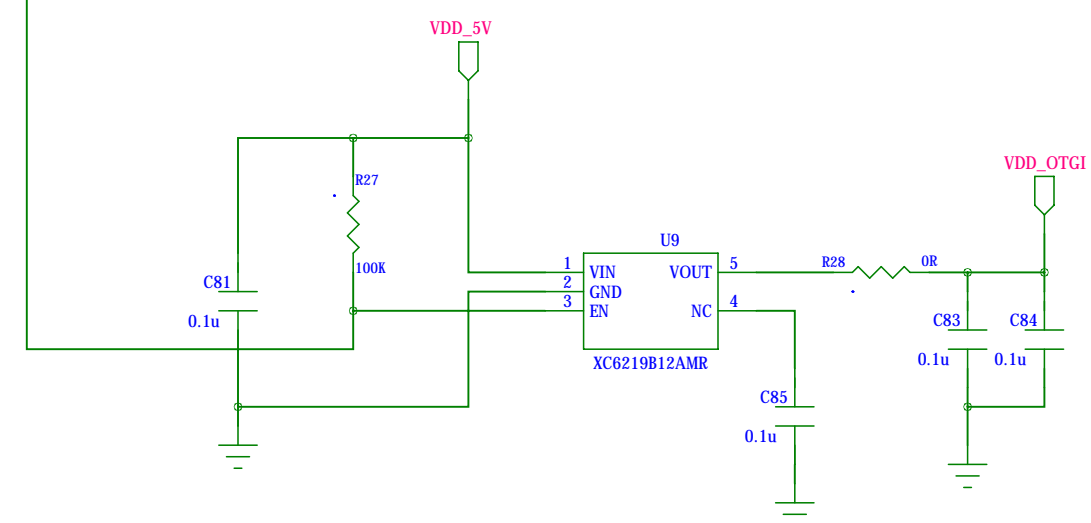 VDD_5V
VDD_OTGI
R27
100K
C81
0.1u
U9
1 VIN VOUT 5
2 GND
3 EN NC 4
XC6219B12AMR
R28 0R
C83 C84
0.1u 0.1u
C85
0.1u